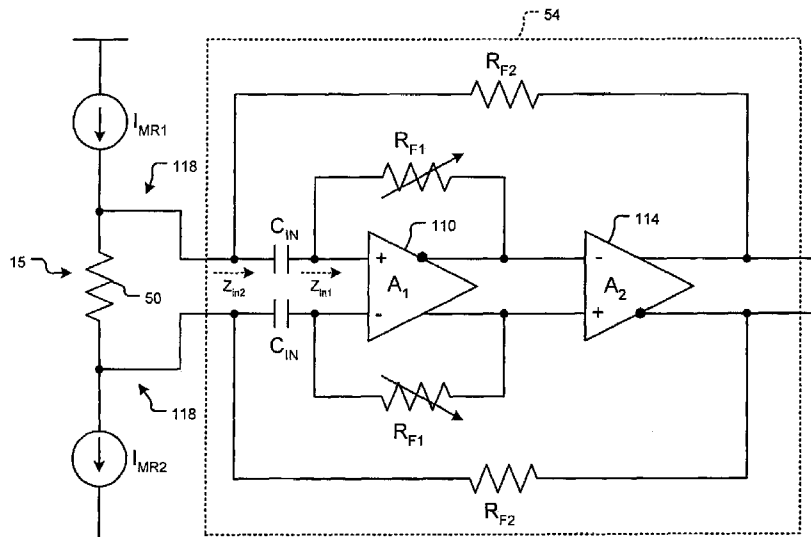 54
R_F2
I_MR1
R_F1
118
C_IN
110
114
+
-
15
50
Z_in2
Z_in1
A_1
A_2
-
+
C_IN
118
R_F1
I_MR2
R_F2